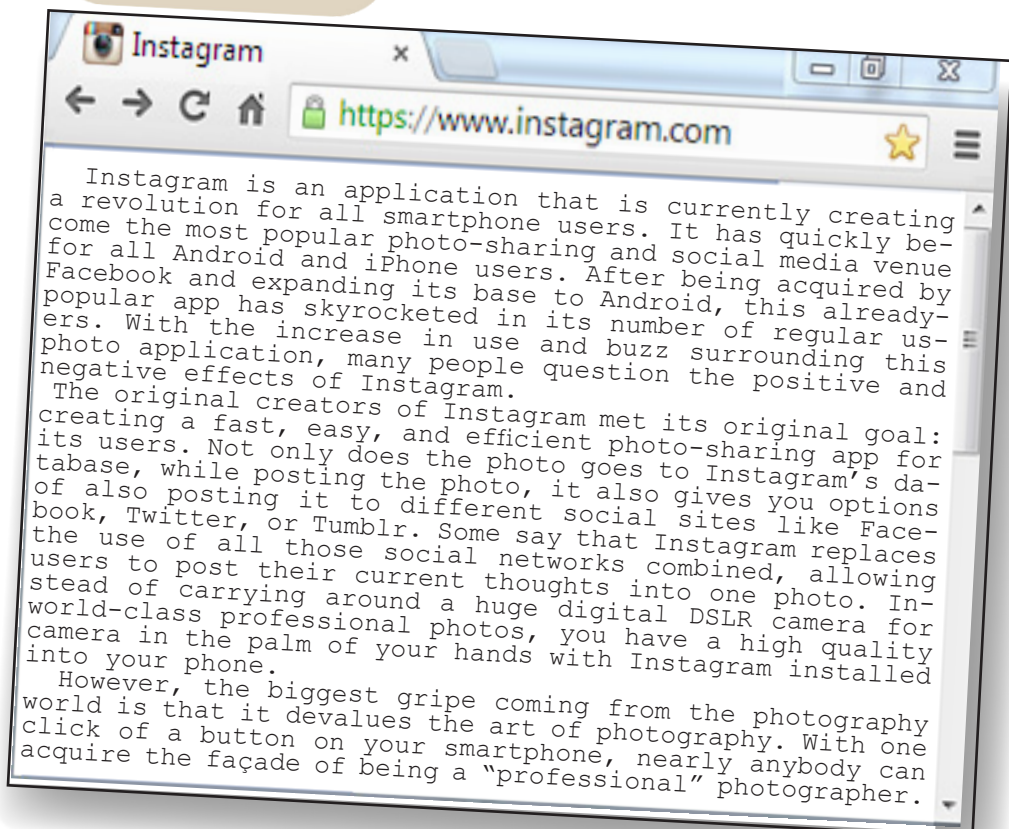 Instagram
https://www.instagram.com
Instagram is an application that is currently creating
a revolution for all smartphone users. It has quickly be-
come the most popular photo-sharing and social media venue
for all Android and iPhone users. After being acquired by
Facebook and expanding its base to Android, this already-
popular app has skyrocketed in its number of regular us-
ers. With the increase in use and buzz surrounding this
photo application, many people question the positive and
negative effects of Instagram.
The original creators of Instagram met its original goal:
creating a fast, easy, and efficient photo-sharing app for
its users. Not only does the photo goes to Instagram's da-
tabase, while posting the photo, it also gives you options
of also posting it to different social sites like Face-
book, Twitter, or Tumblr. Some say that Instagram replaces
the use of all those social networks combined, allowing
users to post their current thoughts into one photo. In-
stead of carrying around a huge digital DSLR camera for
world-class professional photos, you have a high quality
camera in the palm of your hands with Instagram installed
into your phone.
However, the biggest gripe coming from the photography
world is that it devalues the art of photography. With one
click of a button on your smartphone, nearly anybody can
acquire the façade of being a “professional” photographer.